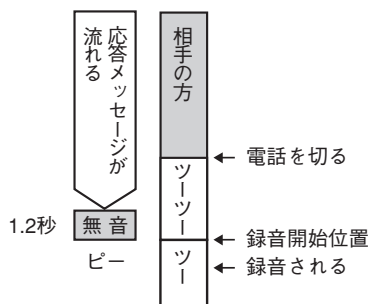 応答メッセージが
流れる
1.2秒
無音
ピー
相手の方
ツーツー
ツー
電話を切る
録音開始位置
録音される